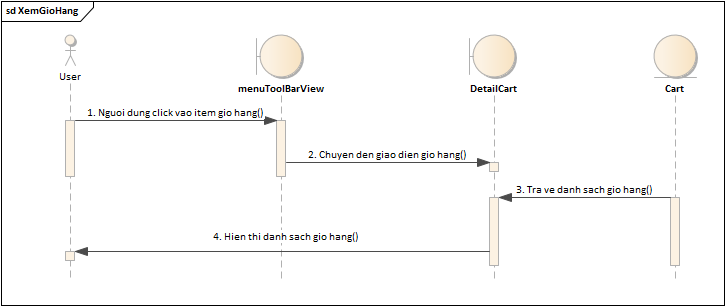 sd XemGioHang
User
menuToolBarView
DetailCart
Cart
1. Nguoi dung click vao item gio hang()
2. Chuyen den giao dien gio hang()
3. Tra ve danh sach gio hang()
4. Hien thi danh sach gio hang()